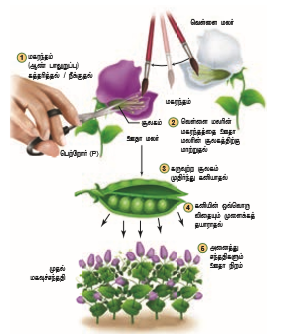 வெள்ளை மலர்
1 மகரந்தம்
(ஆண் பாலுறுப்பு)
கத்தரித்தல் / நீக்குதல்
மகரந்தம்
சூலகம்
பெற்றோர் (P)
ஊதா மலர்
2 வெள்ளை மலரின்
மகரந்தத்தை ஊதா
மலரின் சூலகத்திற்கு
மாற்றுதல்
3 கருவுற்ற சூலகம்
முதிர்ந்து கனியாதல்
4 கனியின் ஒவ்வொரு
விதையும் முளைக்கத்
தயாராதல்
5 அனைத்து
சந்ததிகளும்
ஊதா நிறம்
முதல்
மகவுச்சந்ததி